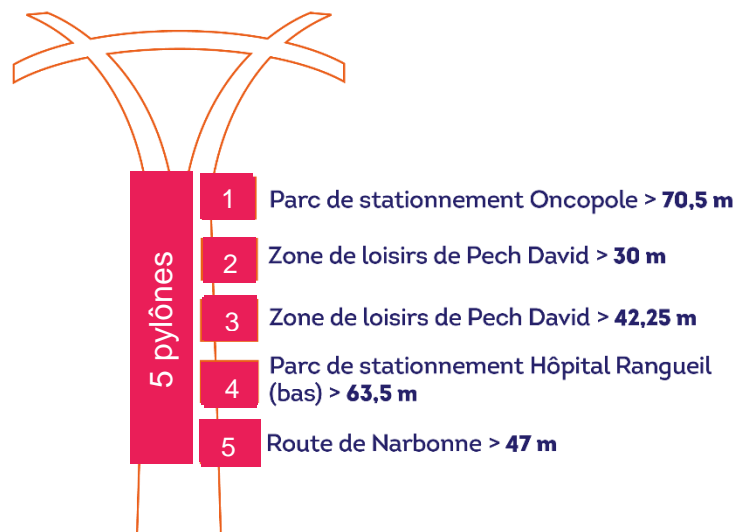 5 pylônes
1 Parc de stationnement Oncopole > 70,5 m
2 Zone de loisirs de Pech David > 30 m
3 Zone de loisirs de Pech David > 42,25 m
4 Parc de stationnement Hôpital Rangueil
(bas) > 63,5 m
5 Route de Narbonne > 47 m